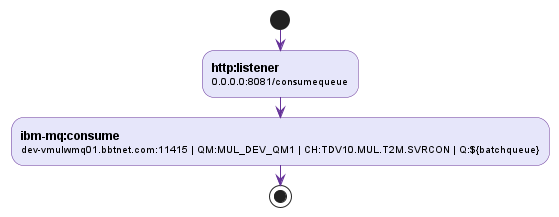 http:listener
0.0.0.0:8081/consumequeue
ibm-mq:consume
dev-vmulwmq01.bbtnet.com:11415 | QM:MUL_DEV_QM1 | CH:TDV10.MUL.T2M.SVRCON | Q:${batchqueue}